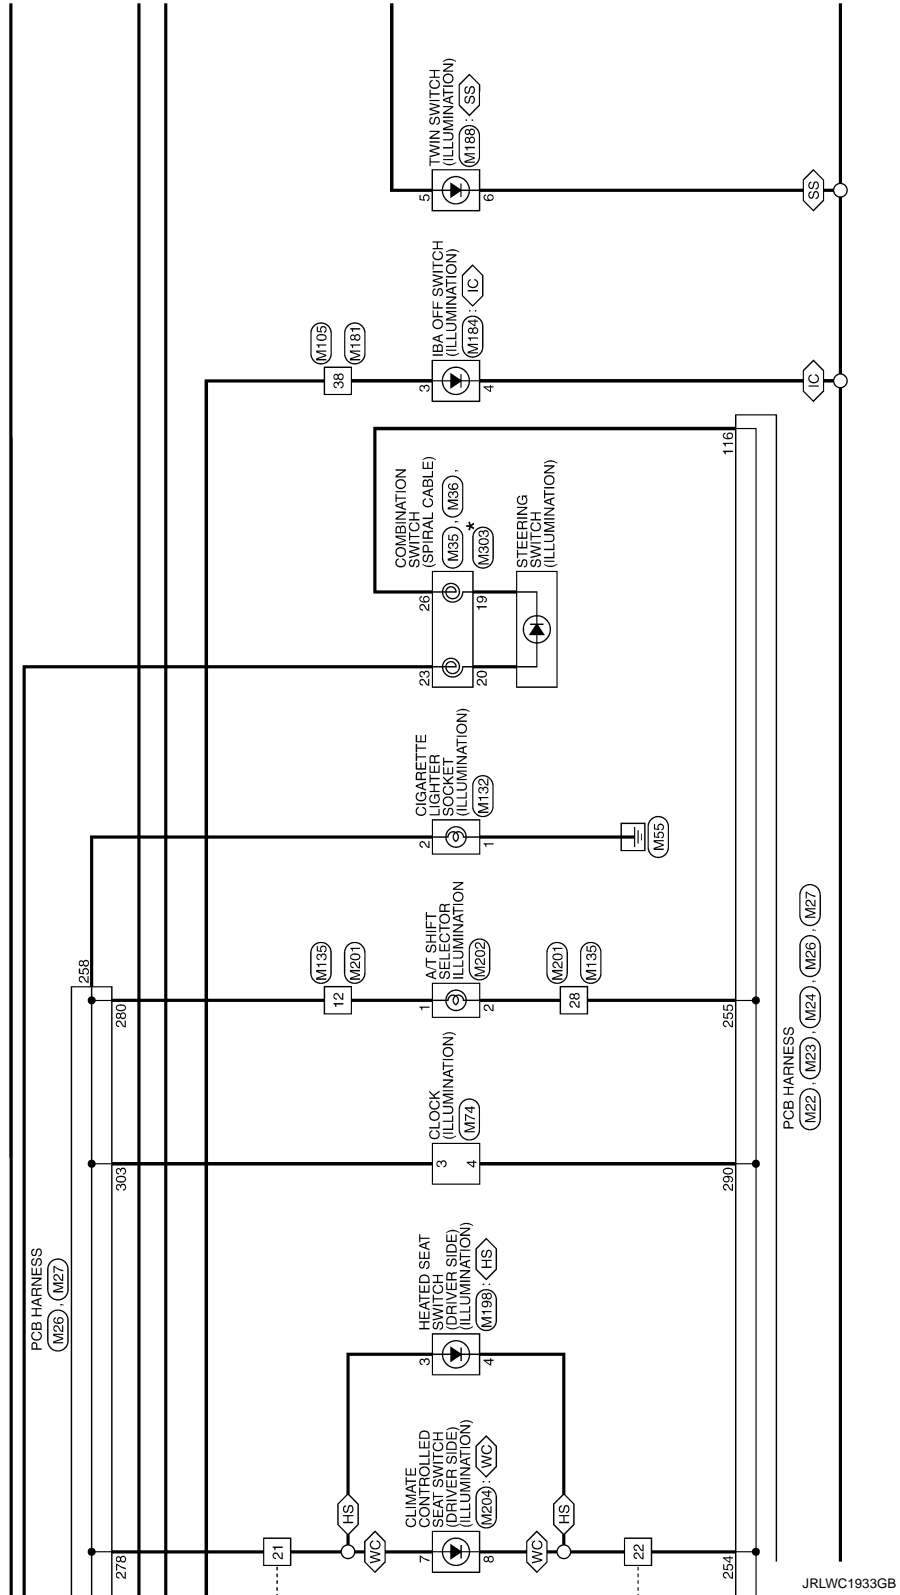 TWIN SWITCH
(ILLUMINATION)
M188 : SS
5
6
SS
IBA OFF SWITCH
(ILLUMINATION)
M184 : IC
M105
M181
38
3
4
IC
COMBINATION
SWITCH
(SPIRAL CABLE)
M35 , M36 ,
M303 *
26
19
23
20
116
STEERING
SWITCH
(ILLUMINATION)
CIGARETTE
LIGHTER
SOCKET
(ILLUMINATION)
M132
2
1
M55
258
A/T SHIFT
SELECTOR
ILLUMINATION
M202
280
M135
M201
12
1
2
M201
M135
28
255
CLOCK
(ILLUMINATION)
M74
303
3
4
290
PCB HARNESS
M22 , M23 , M24 , M26 , M27
PCB HARNESS
M26 , M27
HEATED SEAT
SWITCH
(DRIVER SIDE)
(ILLUMINATION)
M198 : HS
3
4
CLIMATE
CONTROLLED
SEAT SWITCH
(DRIVER SIDE)
(ILLUMINATION)
M204 : WC
278
21
HS
WC
7
8
WC
HS
22
254
JRLWC1933GB